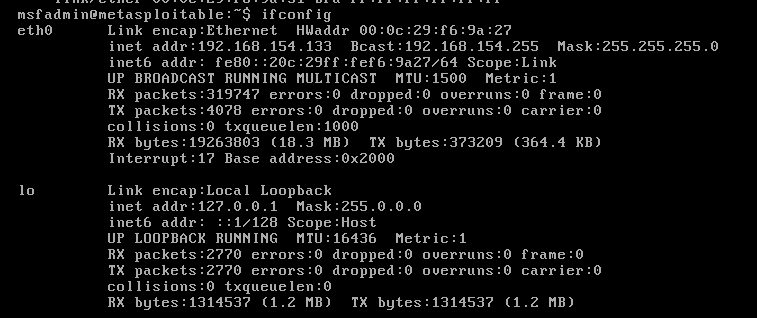 msfadmin@metasploitable:~$ ifconfig
eth0      Link encap:Ethernet  HWaddr 00:0c:29:f6:9a:27
          inet addr:192.168.154.133  Bcast:192.168.154.255  Mask:255.255.255.0
          inet6 addr: fe80::20c:29ff:fef6:9a27/64 Scope:Link
          UP BROADCAST RUNNING MULTICAST  MTU:1500  Metric:1
          RX packets:319747 errors:0 dropped:0 overruns:0 frame:0
          TX packets:4078 errors:0 dropped:0 overruns:0 carrier:0
          collisions:0 txqueuelen:1000
          RX bytes:19263803 (18.3 MB)  TX bytes:373209 (364.4 KB)
          Interrupt:17 Base address:0x2000
lo        Link encap:Local Loopback
          inet addr:127.0.0.1  Mask:255.0.0.0
          inet6 addr: ::1/128 Scope:Host
          UP LOOPBACK RUNNING  MTU:16436  Metric:1
          RX packets:2770 errors:0 dropped:0 overruns:0 frame:0
          TX packets:2770 errors:0 dropped:0 overruns:0 carrier:0
          collisions:0 txqueuelen:0
          RX bytes:1314537 (1.2 MB)  TX bytes:1314537 (1.2 MB)